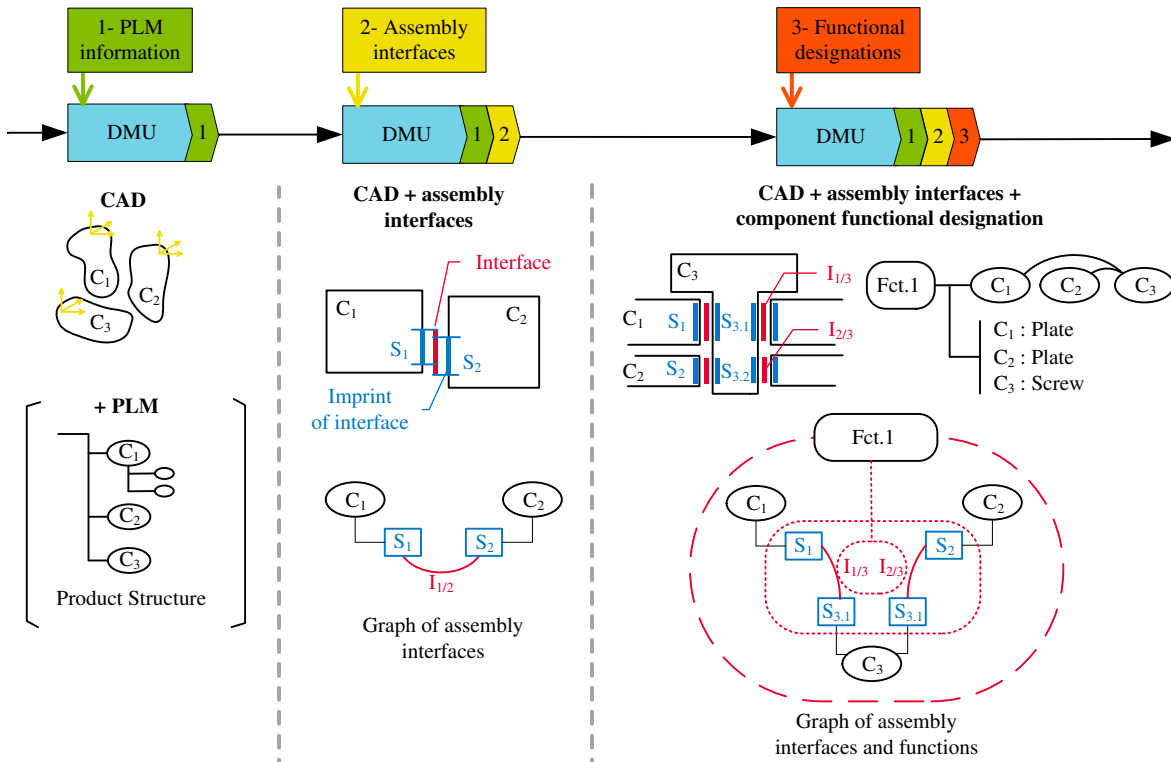 1- PLM
information
2- Assembly
interfaces
3- Functional
designations
DMU
1
DMU
1
2
DMU
1
2
3
CAD
C1
C2
C3
+ PLM
C1
C2
C3
Product Structure
CAD + assembly
interfaces
Interface
C1
C2
S1
S2
Imprint
of interface
C1
C2
S1
S2
I1/2
Graph of assembly
interfaces
CAD + assembly interfaces +
component functional designation
C3
I1/3
C1
S1
S3.1
I2/3
C2
S2
S3.2
Fct.1
C1
C2
C3
C1 : Plate
C2 : Plate
C3 : Screw
Fct.1
C1
C2
S1
S2
I1/3
I2/3
S3.1
S3.1
C3
Graph of assembly
interfaces and functions